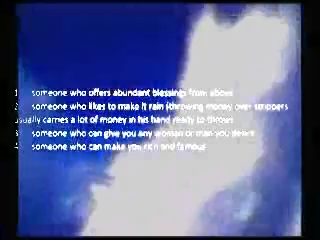 1. someone who offers abundant blessings from above
2. someone who likes to make it rain (throwing money over strippers
usually carries a lot of money in his hand ready to throw)
3. someone who can give you any woman or man you desire
4. someone who can make you rich and famous